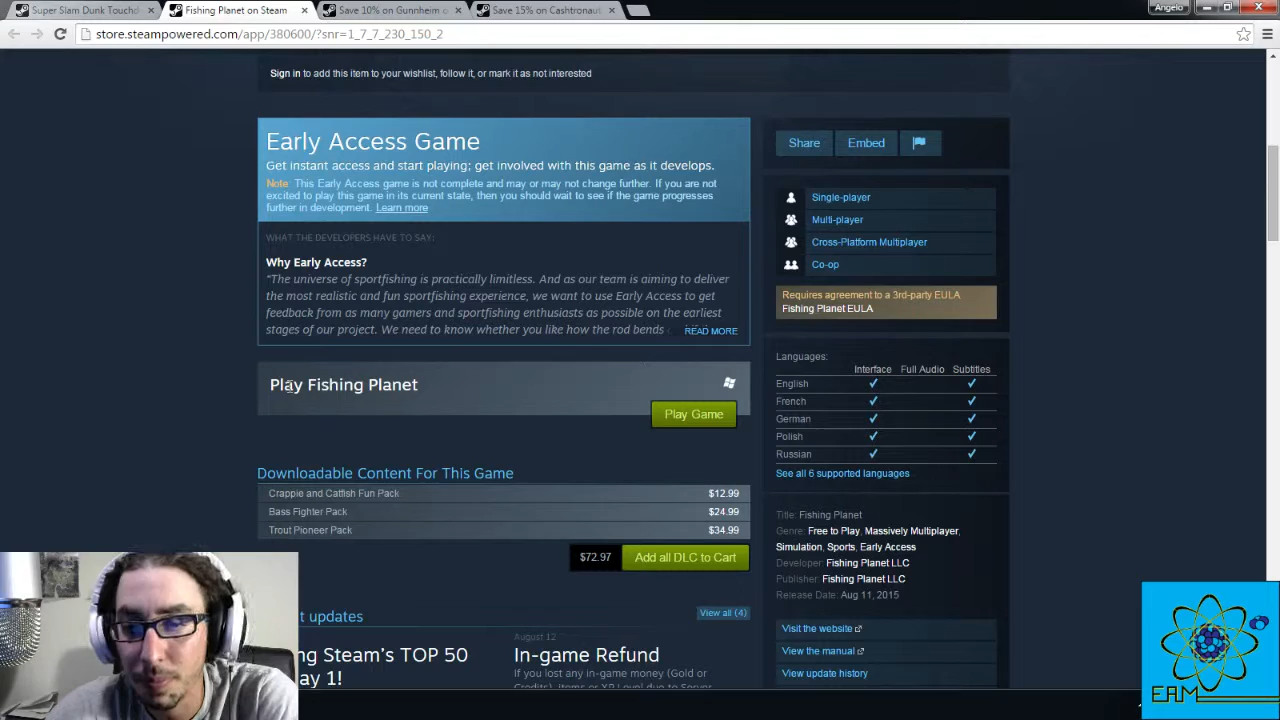 Super Slam Dunk Touchd
Fishing Planet on Steam
Save 10% on Gunnheim o
Save 15% on Cashtronaut
Angelo
store.steampowered.com/app/380600/?snr=1_7_7_230_150_2
Sign in to add this item to your wishlist, follow it, or mark it as not interested
Early Access Game
Get instant access and start playing; get involved with this game as it develops.
Note: This Early Access game is not complete and may or may not change further. If you are not
excited to play this game in its current state, then you should wait to see if the game progresses
further in development. Learn more
WHAT THE DEVELOPERS HAVE TO SAY:
Why Early Access?
“The universe of sportfishing is practically limitless. And as our team is aiming to deliver
the most realistic and fun sportfishing experience, we want to use Early Access to get
feedback from as many gamers and sportfishing enthusiasts as possible on the earliest
stages of our project. We need to know whether you like how the rod bends
READ MORE
Play Fishing Planet
Play Game
Downloadable Content For This Game
Crappie and Catfish Fun Pack $12.99
Bass Fighter Pack $24.99
Trout Pioneer Pack $34.99
$72.97 Add all DLC to Cart
t updates
View all (4)
ng Steam's TOP 50
ay 1!
August 12
In-game Refund
If you lost any in-game money (Gold or
Credits), items or XP Level due to Server
Share
Embed
Single-player
Multi-player
Cross-Platform Multiplayer
Co-op
Requires agreement to a 3rd-party EULA
Fishing Planet EULA
Languages:
Interface Full Audio Subtitles
English
French
German
Polish
Russian
See all 6 supported languages
Title: Fishing Planet
Genre: Free to Play, Massively Multiplayer,
Simulation, Sports, Early Access
Developer: Fishing Planet LLC
Publisher: Fishing Planet LLC
Release Date: Aug 11, 2015
Visit the website
View the manual
View update history
EAM